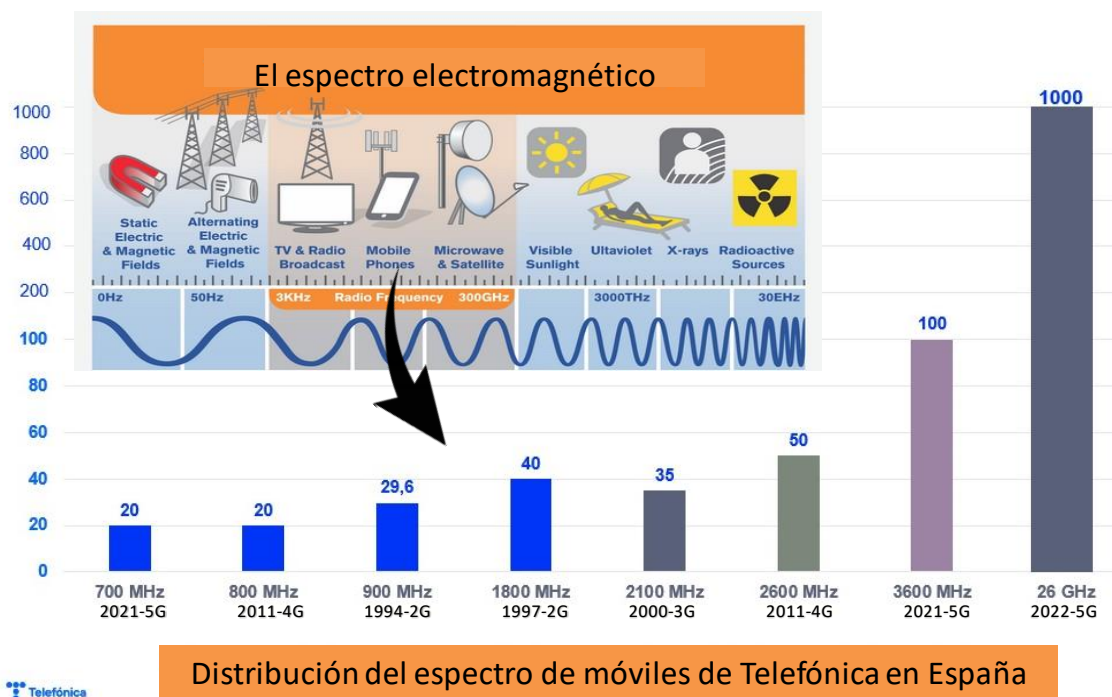 El espectro electromagnético
Static
Electric
& Magnetic
Fields
Alternating
Electric
& Magnetic
Fields
TV & Radio
Broadcast
Mobile
Phones
Microwave
& Satellite
Visible
Sunlight
Ultaviolet
X-rays
Radioactive
Sources
0Hz
50Hz
3KHz
Radio Frequency
300GHz
3000THz
30EHz
1000
800
600
400
200
100
80
60
40
20
0
20
20
29,6
40
35
50
100
1000
700 MHz
2021-5G
800 MHz
2011-4G
900 MHz
1994-2G
1800 MHz
1997-2G
2100 MHz
2000-3G
2600 MHz
2011-4G
3600 MHz
2021-5G
26 GHz
2022-5G
Distribución del espectro de móviles de Telefónica en España
Telefónica